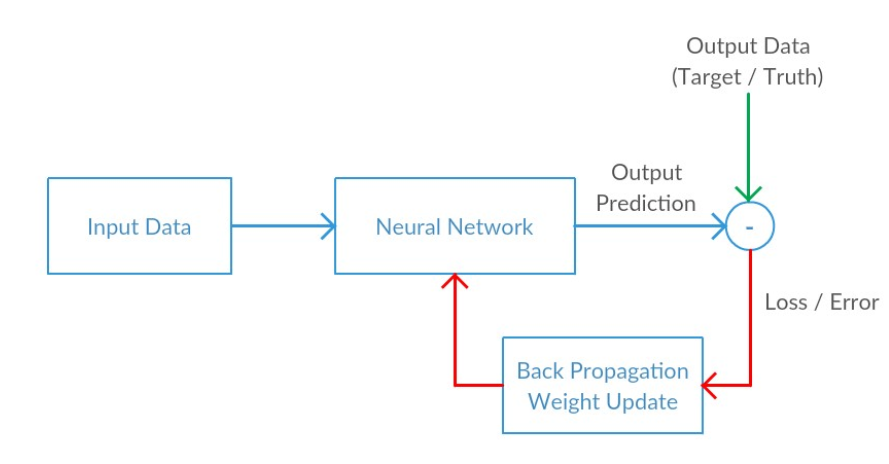 Output Data
(Target / Truth)
Input Data
Neural Network
Output
Prediction
-
Loss / Error
Back Propagation
Weight Update